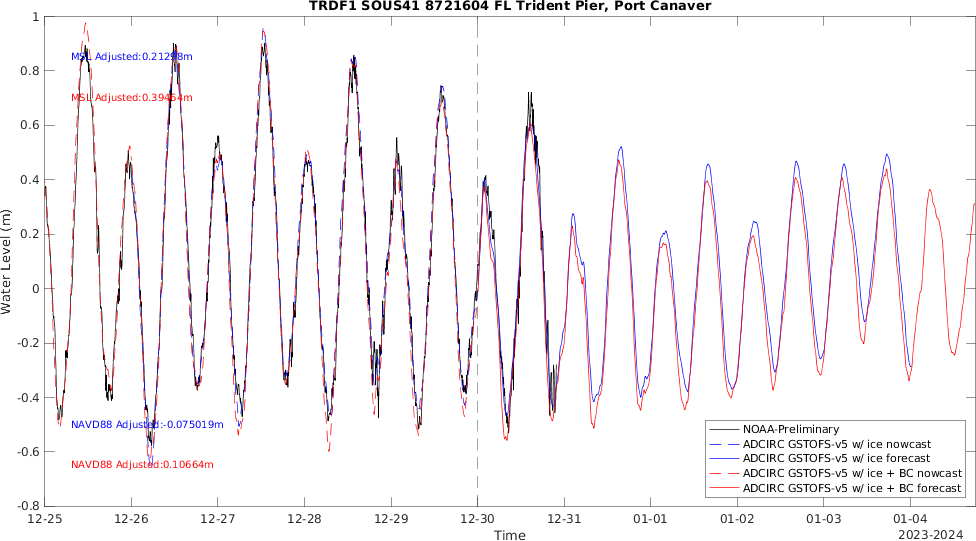 TRDF1 SOUS41 8721604 FL Trident Pier, Port Canaver
1
0.8
0.6
0.4
0.2
0
-0.2
-0.4
-0.6
-0.8
Water Level (m)
MSL Adjusted:0.21298m
MSL Adjusted:0.39454m
NAVD88 Adjusted:-0.075019m
NAVD88 Adjusted:0.10664m
NOAA-Preliminary
ADCIRC GSTOFS-v5 w/ ice nowcast
ADCIRC GSTOFS-v5 w/ ice forecast
ADCIRC GSTOFS-v5 w/ ice + BC nowcast
ADCIRC GSTOFS-v5 w/ ice + BC forecast
12-25 12-26 12-27 12-28 12-29 12-30 12-31 01-01 01-02 01-03 01-04
Time
2023-2024